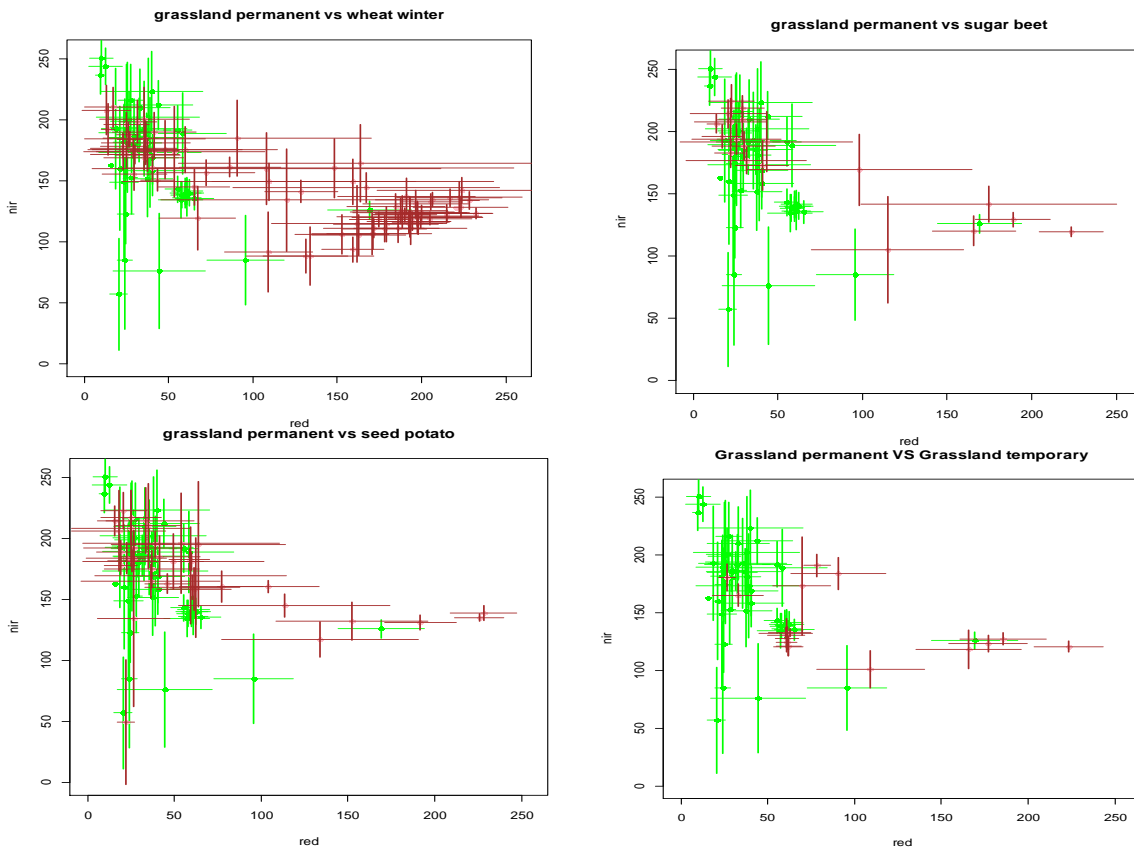 grassland permanent vs wheat winter
nir
0 50 100 150 200 250
0 50 100 150 200 250
red
grassland permanent vs sugar beet
nir
0 50 100 150 200 250
0 50 100 150 200 250
red
grassland permanent vs seed potato
nir
0 50 100 150 200 250
0 50 100 150 200 250
red
Grassland permanent VS Grassland temporary
nir
0 50 100 150 200 250
0 50 100 150 200 250
red